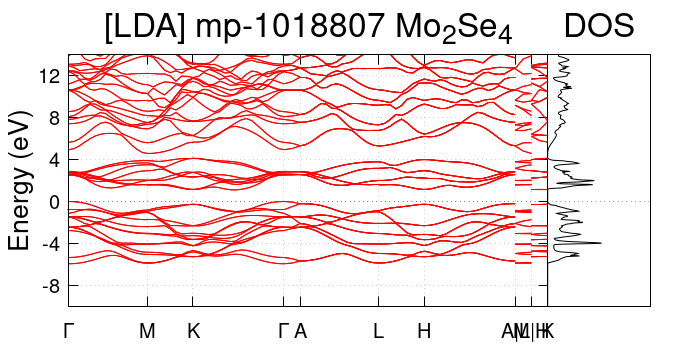 [LDA] mp-1018807 Mo₂Se₄ DOS
Energy (eV)
12
8
4
0
-4
-8
Γ M K Γ A L H A|M|L|H|K